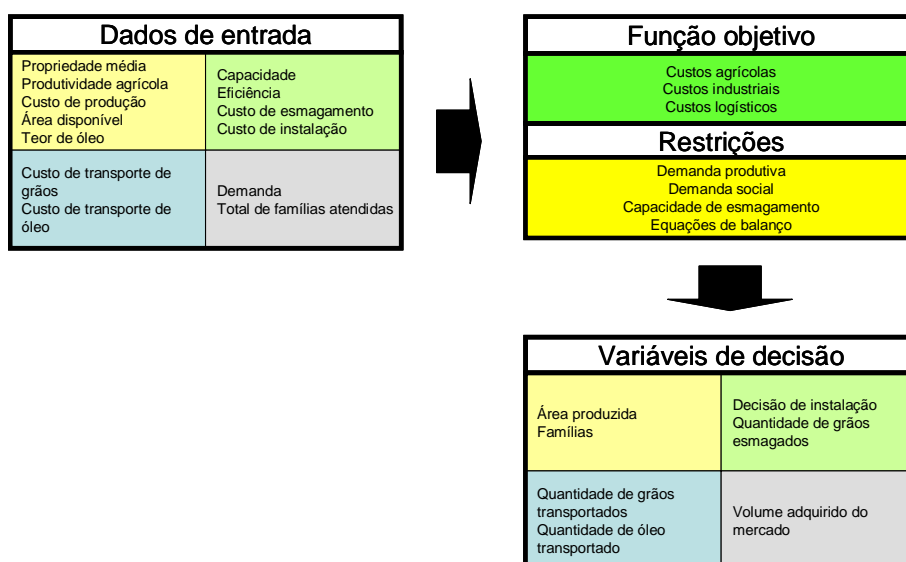 Dados de entrada
Propriedade média
Produtividade agrícola
Custo de produção
Área disponível
Teor de óleo
Capacidade
Eficiência
Custo de esmagamento
Custo de instalação
Custo de transporte de
grãos
Custo de transporte de
óleo
Demanda
Total de famílias atendidas
Função objetivo
Custos agrícolas
Custos industriais
Custos logísticos
Restrições
Demanda produtiva
Demanda social
Capacidade de esmagamento
Equações de balanço
Variáveis de decisão
Área produzida
Famílias
Decisão de instalação
Quantidade de grãos
esmagados
Quantidade de grãos
transportados
Quantidade de óleo
transportado
Volume adquirido do
mercado